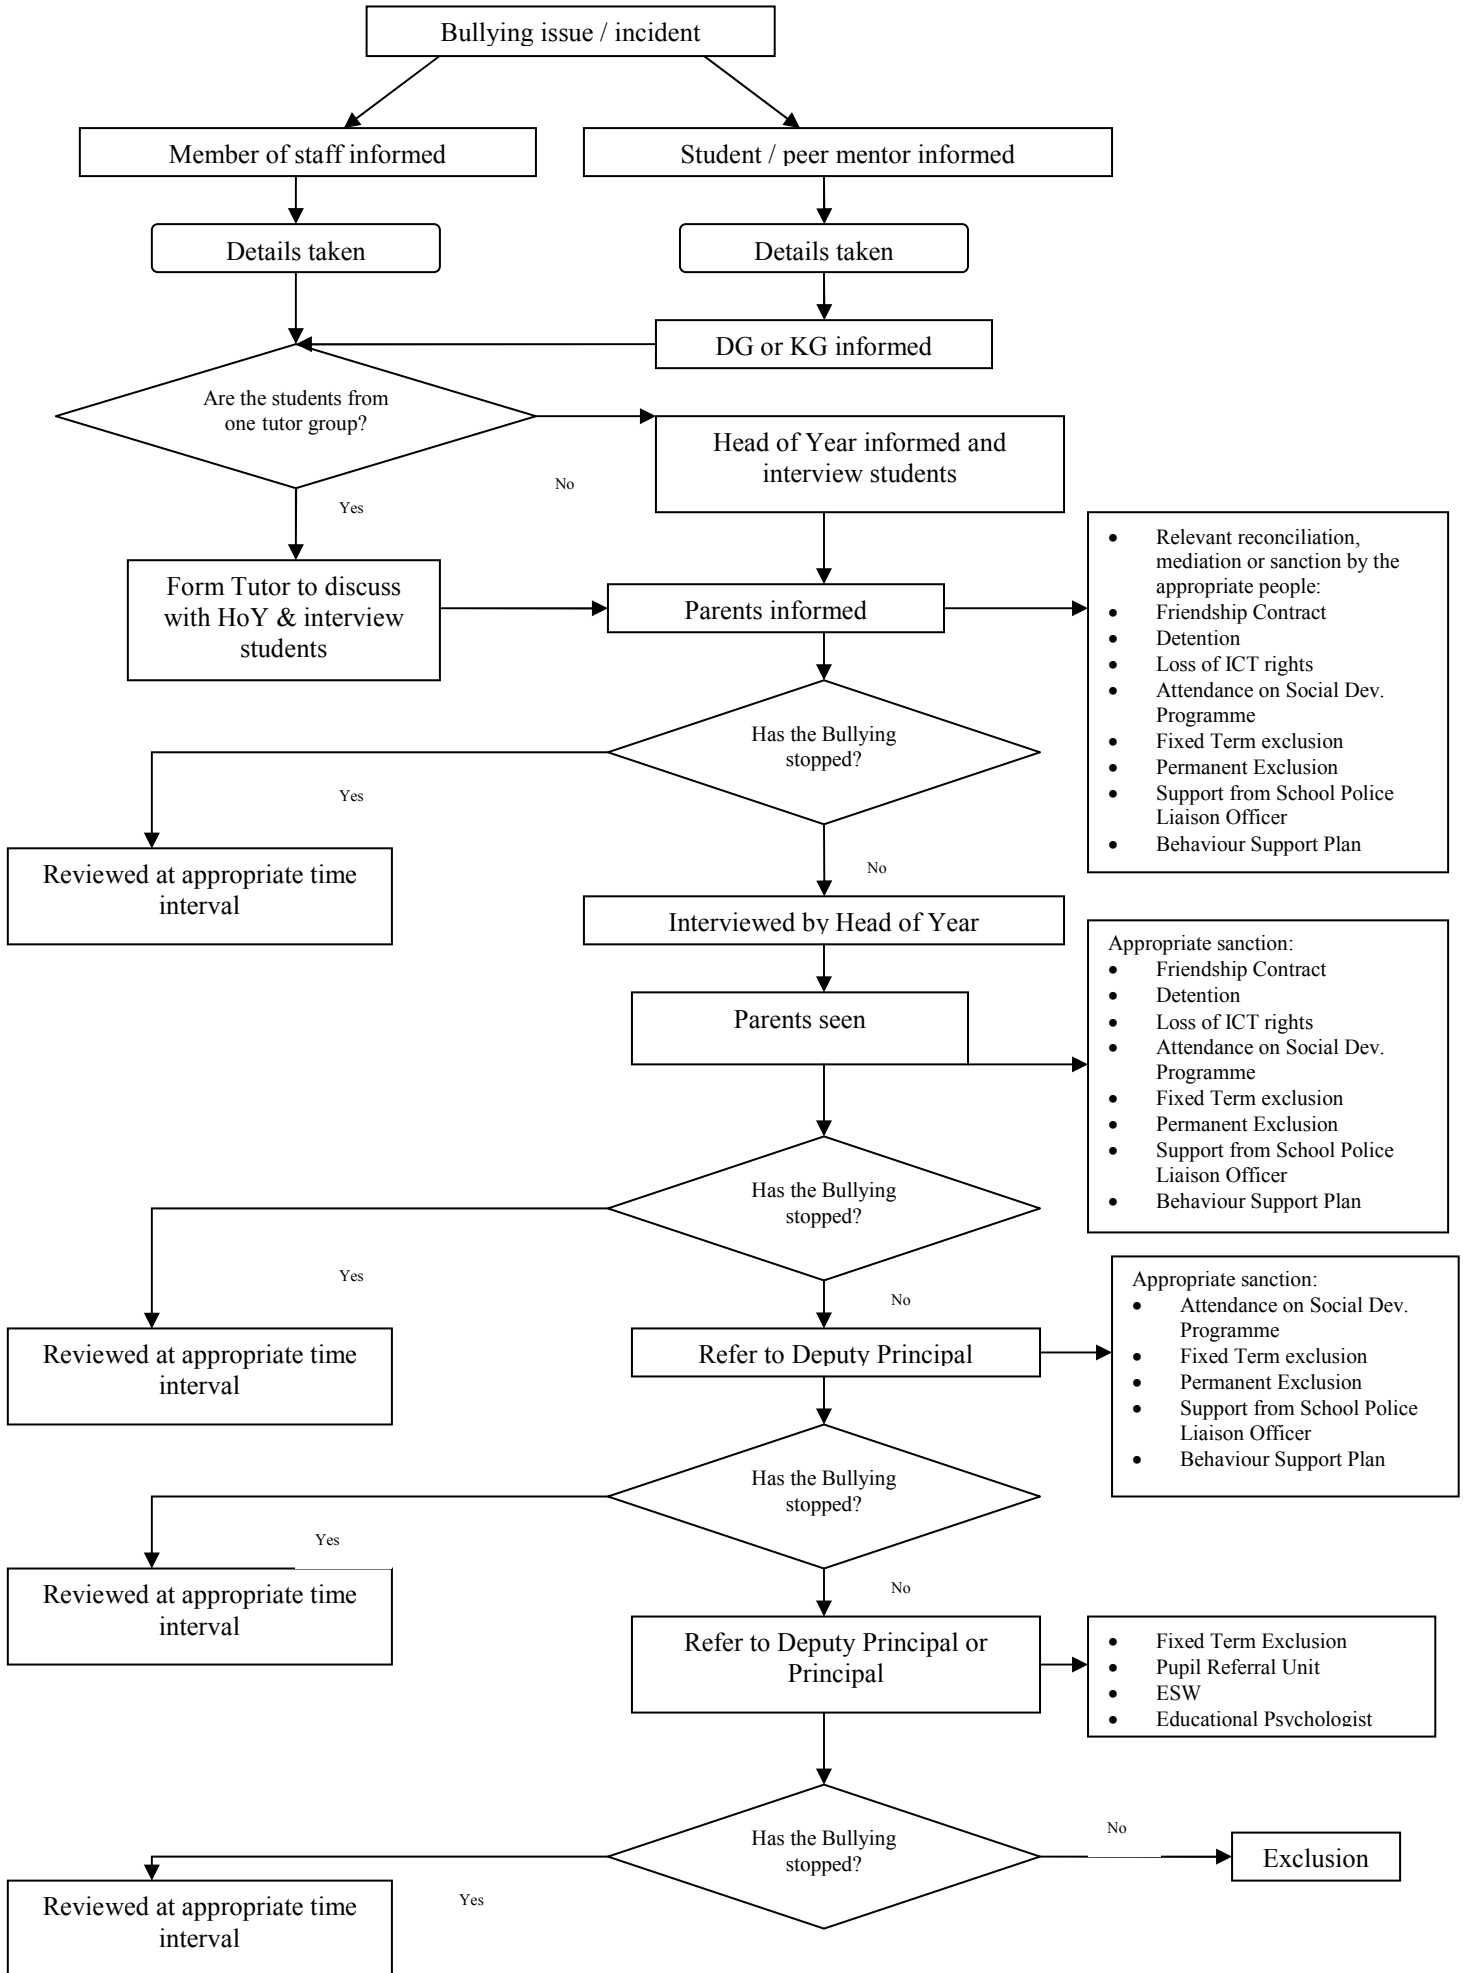 Bullying issue / incident
Member of staff informed
Student / peer mentor informed
Details taken
Details taken
DG or KG informed
Are the students from
one tutor group?
Head of Year informed and
interview students
No
Yes
Form Tutor to discuss
with HoY & interview
students
Parents informed
• Relevant reconciliation,
mediation or sanction by the
appropriate people:
• Friendship Contract
• Detention
• Loss of ICT rights
• Attendance on Social Dev.
Programme
• Fixed Term exclusion
• Permanent Exclusion
• Support from School Police
Liaison Officer
• Behaviour Support Plan
Has the Bullying
stopped?
Yes
Reviewed at appropriate time
interval
No
Interviewed by Head of Year
Parents seen
Appropriate sanction:
• Friendship Contract
• Detention
• Loss of ICT rights
• Attendance on Social Dev.
Programme
• Fixed Term exclusion
• Permanent Exclusion
• Support from School Police
Liaison Officer
• Behaviour Support Plan
Has the Bullying
stopped?
Yes
Reviewed at appropriate time
interval
No
Refer to Deputy Principal
Appropriate sanction:
• Attendance on Social Dev.
Programme
• Fixed Term exclusion
• Permanent Exclusion
• Support from School Police
Liaison Officer
• Behaviour Support Plan
Has the Bullying
stopped?
Yes
Reviewed at appropriate time
interval
No
Refer to Deputy Principal or
Principal
• Fixed Term Exclusion
• Pupil Referral Unit
• ESW
• Educational Psychologist
Has the Bullying
stopped?
No
Exclusion
Yes
Reviewed at appropriate time
interval